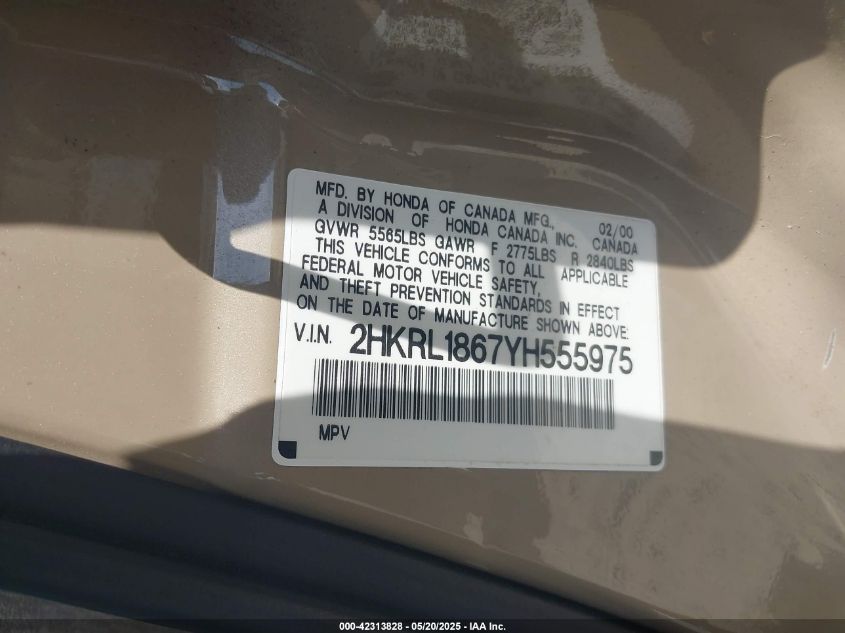 MFD. BY HONDA OF CANADA MFG., 02/00
A DIVISION OF HONDA CANADA INC. CANADA
GVWR 5565LBS GAWR F 2775LBS R 2840LBS
THIS VEHICLE CONFORMS TO ALL APPLICABLE
FEDERAL MOTOR VEHICLE SAFETY,
AND THEFT PREVENTION STANDARDS IN EFFECT
ON THE DATE OF MANUFACTURE SHOWN ABOVE:
V.I.N. 2HKRL1867YH555975
MPV
000-42313828 - 05/20/2025 - IAA Inc.